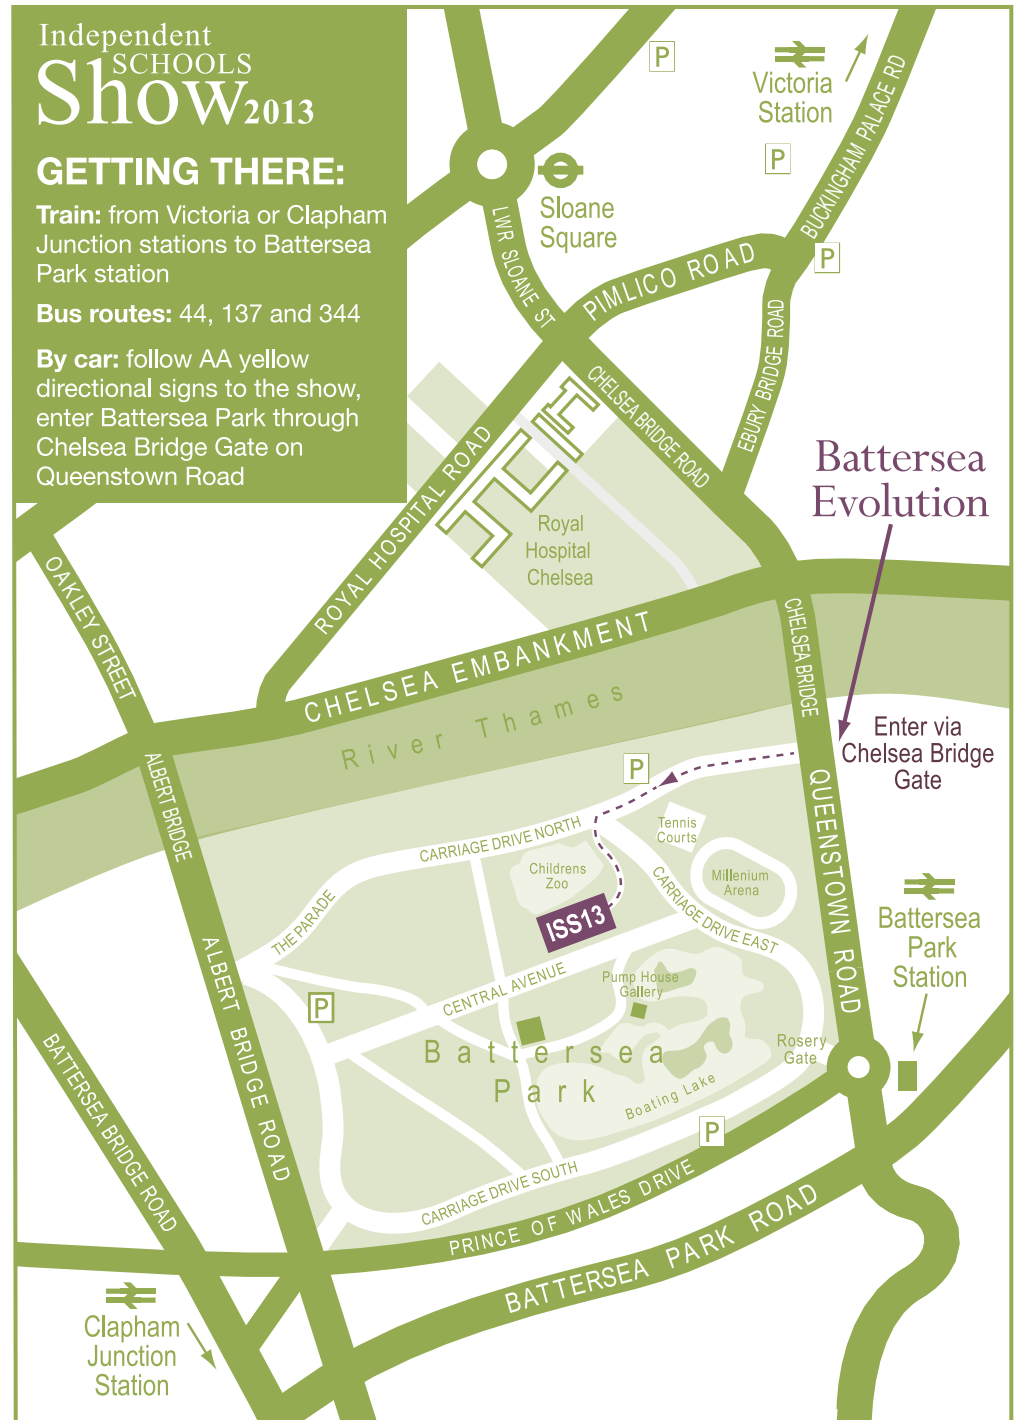 Independent
SCHOOLS
Show 2013
GETTING THERE:
Train: from Victoria or Clapham
Junction stations to Battersea
Park station
Bus routes: 44, 137 and 344
By car: follow AA yellow
directional signs to the show,
enter Battersea Park through
Chelsea Bridge Gate on
Queenstown Road
P
Victoria
Station
P
BUCKINGHAM PALACE RD
Sloane
Square
LWR SLOANE ST
PIMLICO ROAD
P
EBURY BRIDGE ROAD
CHELSEA BRIDGE ROAD
ROYAL HOSPITAL ROAD
Royal
Hospital
Chelsea
Battersea
Evolution
OAKLEY STREET
CHELSEA EMBANKMENT
CHELSEA BRIDGE
River Thames
Enter via
Chelsea Bridge
Gate
ALBERT BRIDGE
P
QUEENSTOWN ROAD
CARRIAGE DRIVE NORTH
Tennis
Courts
Childrens
Zoo
Millenium
Arena
CARRIAGE DRIVE EAST
THE PARADE
ISS13
Battersea
Park
Station
ALBERT BRIDGE ROAD
CENTRAL AVENUE
Pump House
Gallery
P
Battersea
Park
Rosery
Gate
Boating Lake
P
BATTERSEA BRIDGE ROAD
CARRIAGE DRIVE SOUTH
PRINCE OF WALES DRIVE
BATTERSEA PARK ROAD
Clapham
Junction
Station